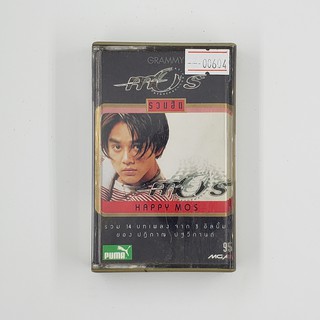 GRAMMY
---00604
mos
รวมฮิต
mos
HAPPY MOS
รวม 14 บทเพลง จาก 3 อัลบั้ม
ของ ปฏิภาณ ปฐวีกานต์
PUMA
95
MGA